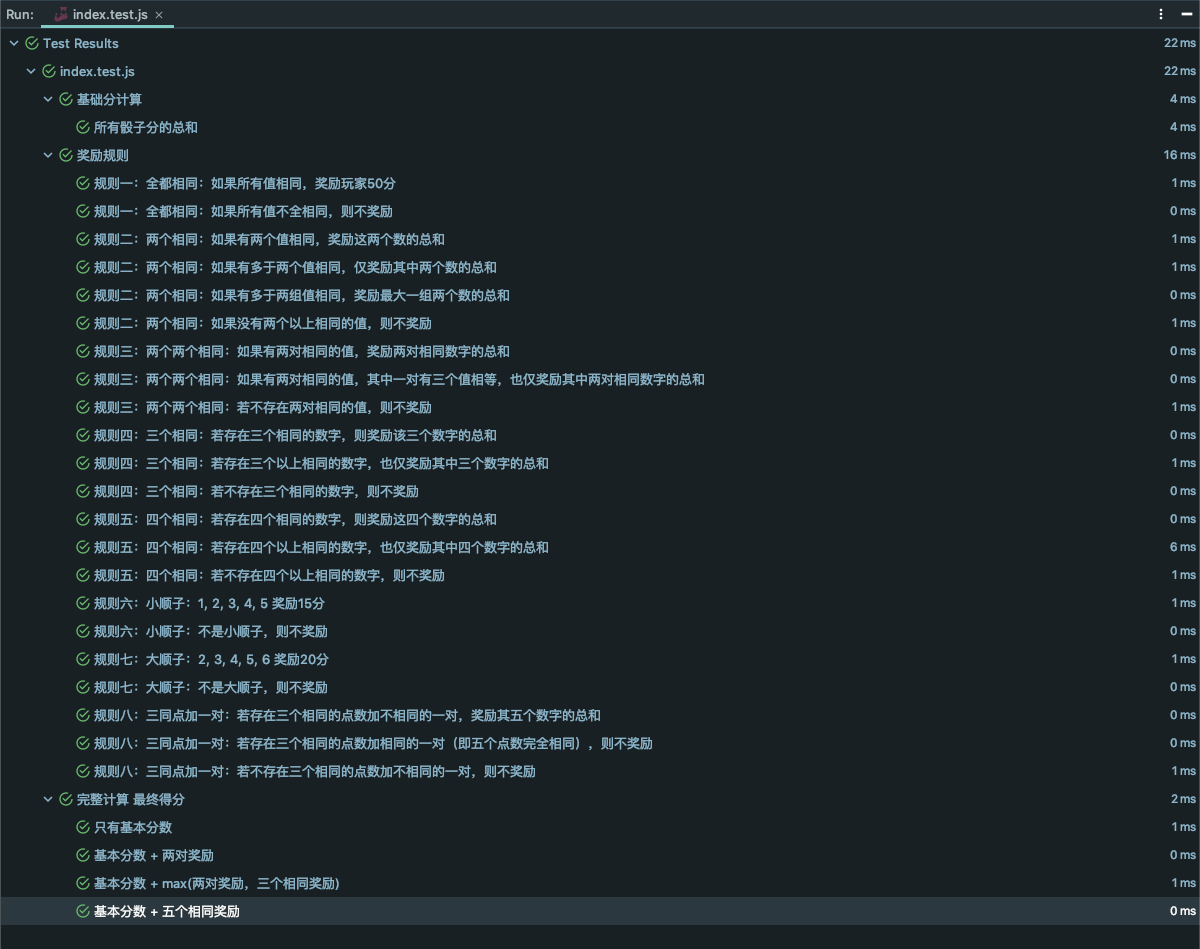 Run: index.test.js ×
Test Results 22 ms
index.test.js 22 ms
基础分计算 4 ms
所有骰子分的总和 4 ms
奖励规则 16 ms
规则一：全都相同：如果所有值相同，奖励玩家50分 1 ms
规则一：全都相同：如果所有值不全相同，则不奖励 0 ms
规则二：两个相同：如果有两个值相同，奖励这两个数的总和 1 ms
规则二：两个相同：如果有多于两个值相同，仅奖励其中两个数的总和 1 ms
规则二：两个相同：如果有多于两组值相同，奖励最大一组两个数的总和 0 ms
规则二：两个相同：如果没有两个以上相同的值，则不奖励 1 ms
规则三：两个两个相同：如果有两对相同的值，奖励两对相同数字的总和 0 ms
规则三：两个两个相同：如果有两对相同的值，其中一对有三个值相等，也仅奖励其中两对相同数字的总和 0 ms
规则三：两个两个相同：若不存在两对相同的值，则不奖励 1 ms
规则四：三个相同：若存在三个相同的数字，则奖励该三个数字的总和 0 ms
规则四：三个相同：若存在三个以上相同的数字，也仅奖励其中三个数字的总和 1 ms
规则四：三个相同：若不存在三个相同的数字，则不奖励 0 ms
规则五：四个相同：若存在四个相同的数字，则奖励这四个数字的总和 0 ms
规则五：四个相同：若存在四个以上相同的数字，也仅奖励其中四个数字的总和 6 ms
规则五：四个相同：若不存在四个以上相同的数字，则不奖励 1 ms
规则六：小顺子：1, 2, 3, 4, 5 奖励15分 1 ms
规则六：小顺子：不是小顺子，则不奖励 0 ms
规则七：大顺子：2, 3, 4, 5, 6 奖励20分 1 ms
规则七：大顺子：不是大顺子，则不奖励 0 ms
规则八：三同点加一对：若存在三个相同的点数加不相同的一对，奖励其五个数字的总和 0 ms
规则八：三同点加一对：若存在三个相同的点数加相同的一对（即五个点数完全相同），则不奖励 0 ms
规则八：三同点加一对：若不存在三个相同的点数加不相同的一对，则不奖励 1 ms
完整计算 最终得分 2 ms
只有基本分数 1 ms
基本分数 + 两对奖励 0 ms
基本分数 + max(两对奖励，三个相同奖励) 1 ms
基本分数 + 五个相同奖励 0 ms